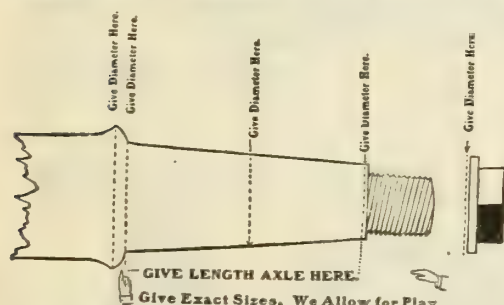 Give Diameter Here.
Give Diameter Here.
Give Diameter Here.
Give Diameter Here.
Give Diameter Here.
GIVE LENGTH AXLE HERE.
Give Exact Sizes. We Allow for Play